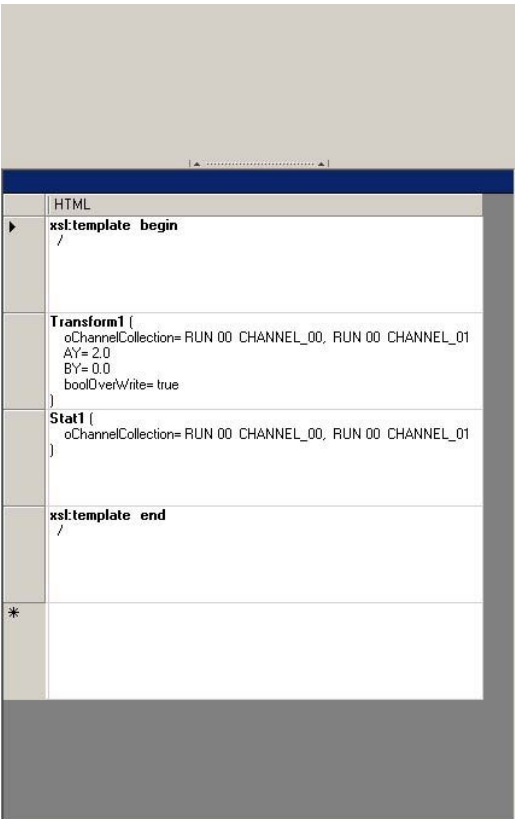 HTML
xsl:template begin
/
Transform1 (
oChannelCollection= RUN 00 CHANNEL_00, RUN 00 CHANNEL_01
AY= 2.0
BY= 0.0
boolOverWrite= true
)
Stat1 (
oChannelCollection= RUN 00 CHANNEL_00, RUN 00 CHANNEL_01
)
xsl:template end
/
*